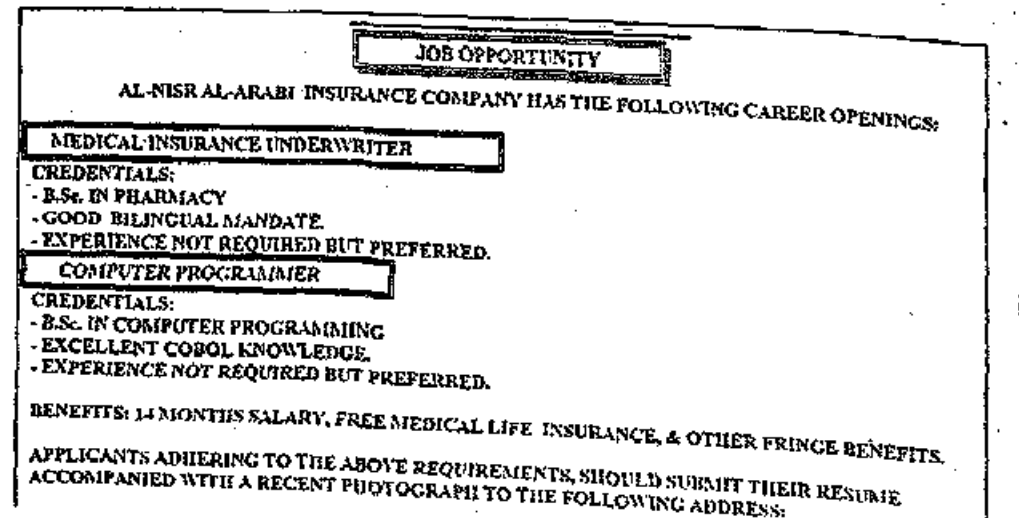 JOB OPPORTUNITY
AL-NISR AL-ARABI INSURANCE COMPANY HAS THE FOLLOWING CAREER OPENINGS:
MEDICAL INSURANCE UNDERWRITER
CREDENTIALS:
- B.Sc. IN PHARMACY
- GOOD BILINGUAL MANDATE.
- EXPERIENCE NOT REQUIRED BUT PREFERRED.
COMPUTER PROGRAMMER
CREDENTIALS:
- B.Sc. IN COMPUTER PROGRAMMING
- EXCELLENT COBOL KNOWLEDGE.
- EXPERIENCE NOT REQUIRED BUT PREFERRED.
BENEFITS: 14 MONTHS SALARY, FREE MEDICAL LIFE INSURANCE, & OTHER FRINGE BENEFITS.
APPLICANTS ADHERING TO THE ABOVE REQUIREMENTS, SHOULD SUBMIT THEIR RESUME
ACCOMPANIED WITH A RECENT PHOTOGRAPH TO THE FOLLOWING ADDRESS: